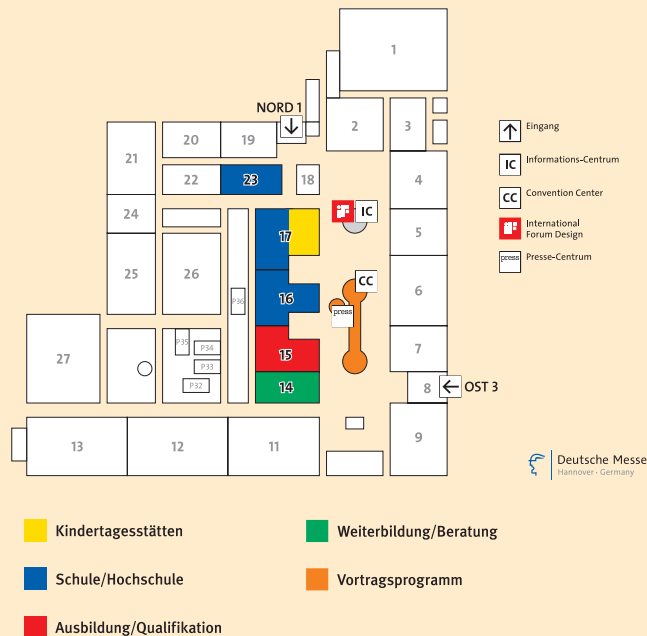 1
NORD 1
2
3
20
19
21
22
23
18
4
24
IC
17
5
25
26
CC
16
6
P36
press
P35
P34
15
7
27
P33
P32
14
8
OST 3
13
12
11
9
Eingang
IC
Informations-Centrum
CC
Convention Center
International
Forum Design
press
Presse-Centrum
Deutsche Messe
Hannover · Germany
Kindertagesstätten
Weiterbildung/Beratung
Schule/Hochschule
Vortragsprogramm
Ausbildung/Qualifikation